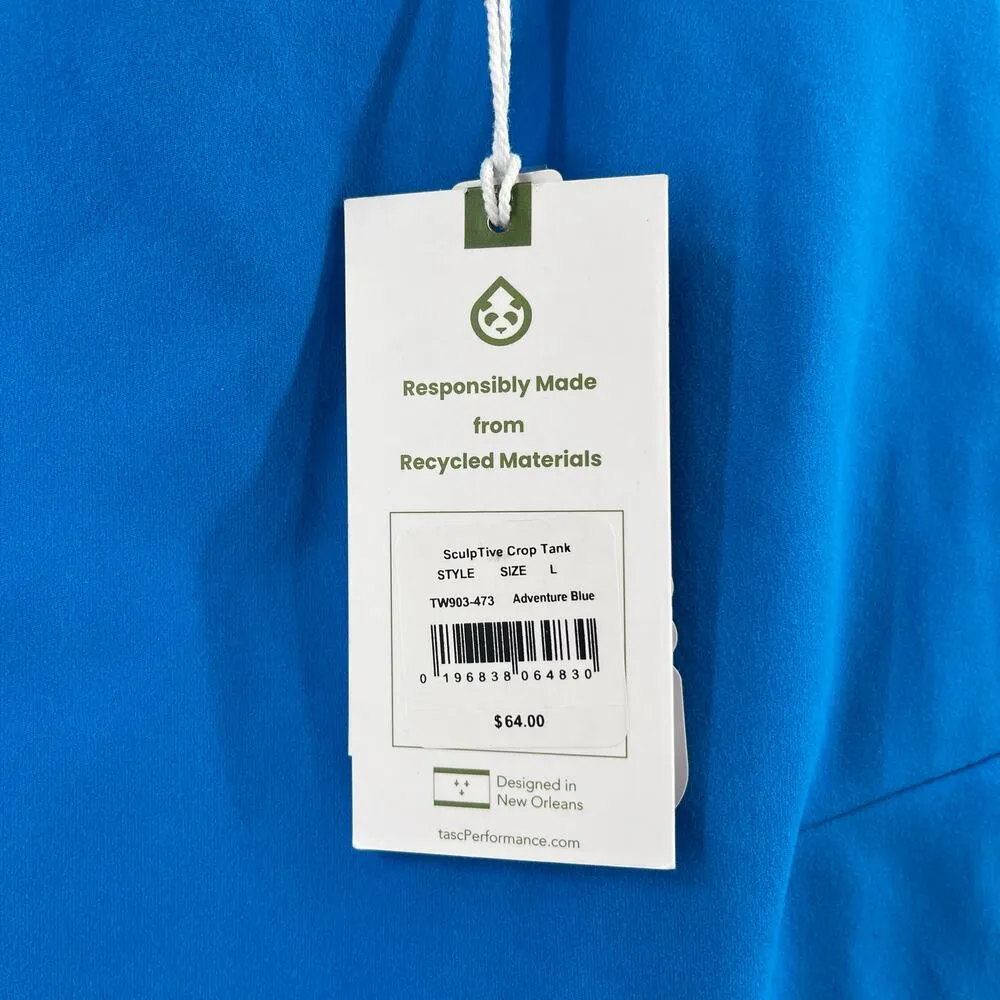 Responsibly Made
from
Recycled Materials
SculpTive Crop Tank
STYLE SIZE L
TW903-473 Adventure Blue
0 196838 064830
$64.00
Designed in
New Orleans
tascPerformance.com